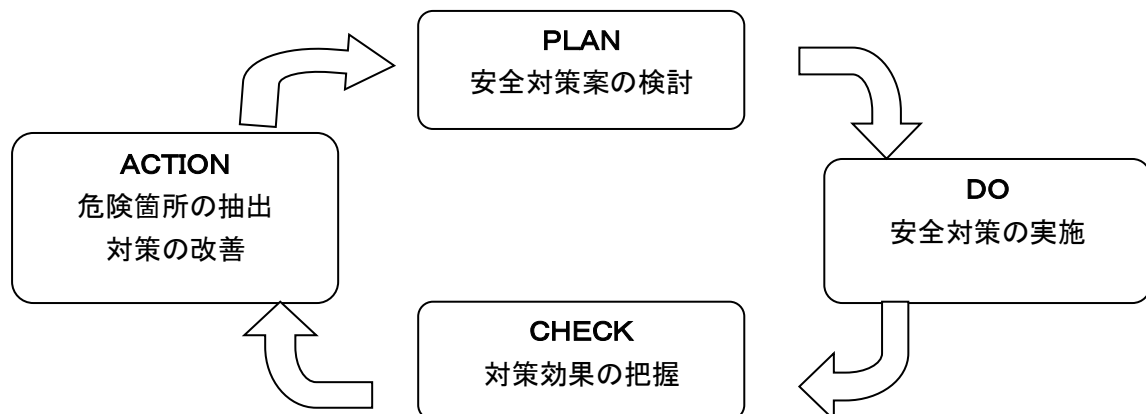 PLAN
安全対策案の検討
ACTION
危険箇所の抽出
対策の改善
DO
安全対策の実施
CHECK
対策効果の把握